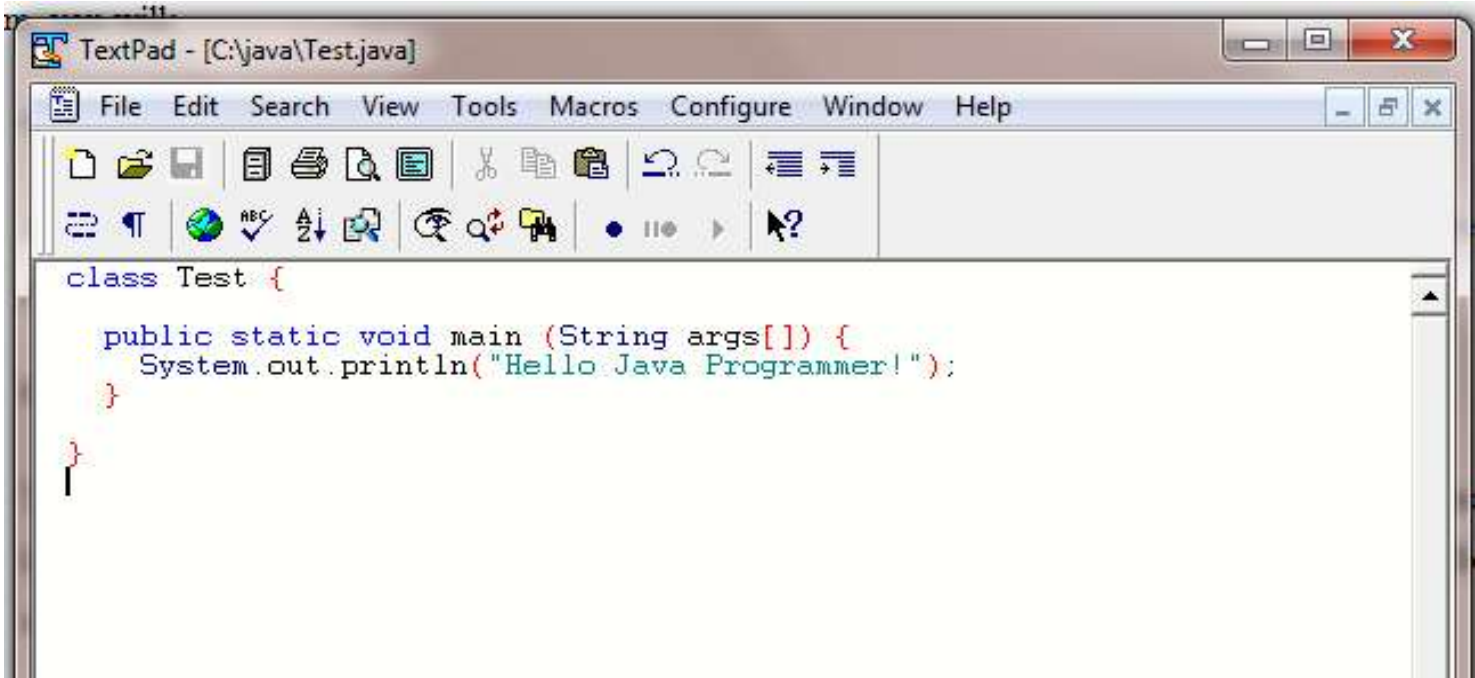 TextPad - [C:\java\Test.java]
File Edit Search View Tools Macros Configure Window Help
ABC
A
Z
?
class Test {
public static void main (String args[]) {
System.out.println("Hello Java Programmer!");
}
}